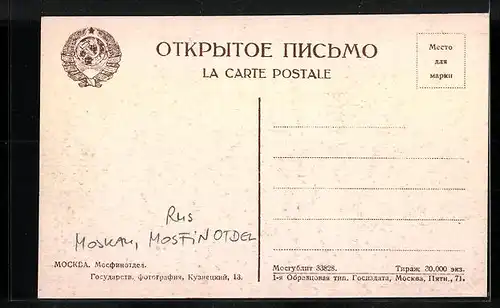 ОТКРЫТОЕ ПИСЬМО
LA CARTE POSTALE
Место
для
марки
Rus
MOSKAU, MOSFINOTDEL
МОСКВА. Мосфинотдел.
Государств. фотография, Кузнецкий, 13.
Мосгублит 33828. Тираж 30.000 экз.
1-я Образцовая тип. Госиздата, Москва, Пятн., 71.